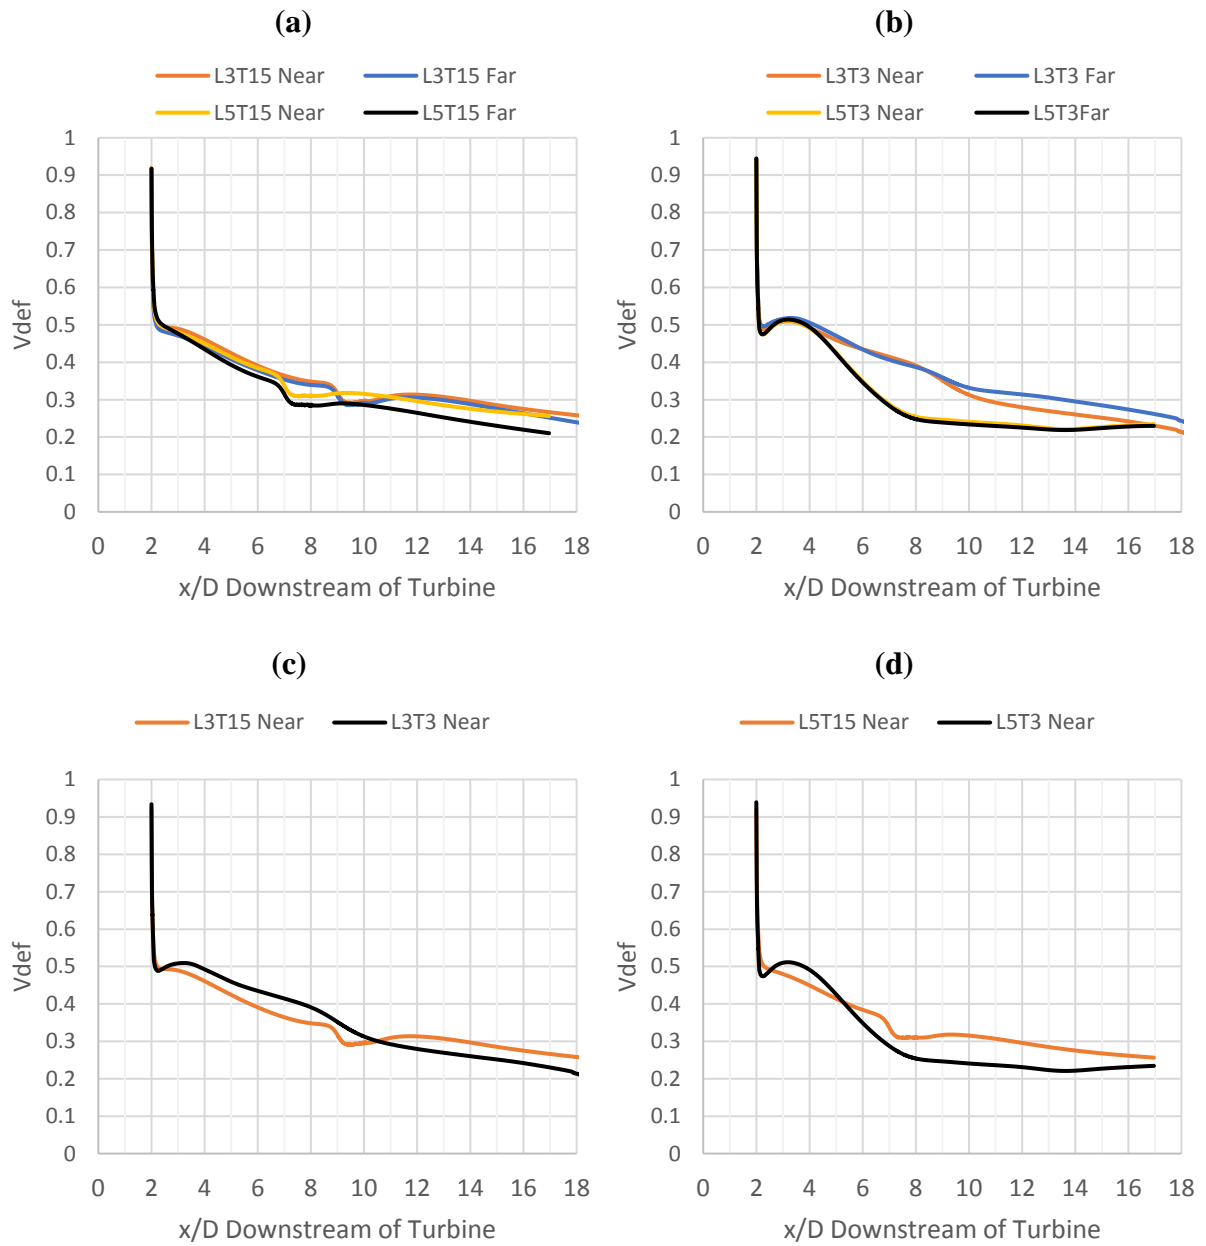 (a)
L3T15 Near
L3T15 Far
L5T15 Near
L5T15 Far
1
0.9
0.8
0.7
0.6
0.5
0.4
0.3
0.2
0.1
0
Vdef
0 2 4 6 8 10 12 14 16 18
x/D Downstream of Turbine
(b)
L3T3 Near
L3T3 Far
L5T3 Near
L5T3Far
1
0.9
0.8
0.7
0.6
0.5
0.4
0.3
0.2
0.1
0
Vdef
0 2 4 6 8 10 12 14 16 18
x/D Downstream of Turbine
(c)
L3T15 Near
L3T3 Near
1
0.9
0.8
0.7
0.6
0.5
0.4
0.3
0.2
0.1
0
Vdef
0 2 4 6 8 10 12 14 16 18
x/D Downstream of Turbine
(d)
L5T15 Near
L5T3 Near
1
0.9
0.8
0.7
0.6
0.5
0.4
0.3
0.2
0.1
0
Vdef
0 2 4 6 8 10 12 14 16 18
x/D Downstream of Turbine